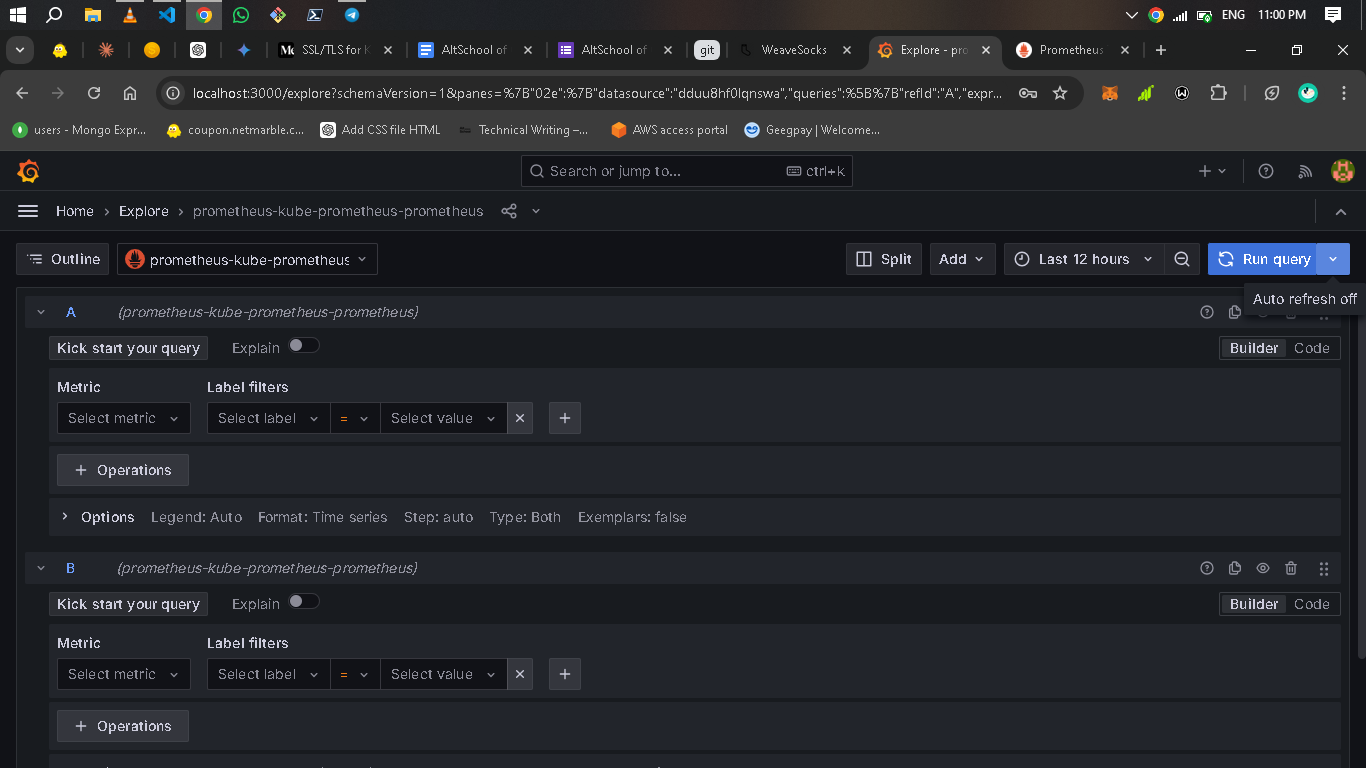 ENG 11:00 PM
SSL/TLS for K
AltSchool of
AltSchool of
git
WeaveSocks
Explore - pro
Prometheus
localhost:3000/explore?schemaVersion=1&panes=%7B"02e":%7B"datasource":"dduu8hf0lqnswa","queries":%5B%7B"refId":"A","expr...
users - Mongo Expr...
coupon.netmarble.c...
Add CSS file HTML
Technical Writing –...
AWS access portal
Geegpay | Welcome...
Search or jump to...
ctrl+k
Home › Explore › prometheus-kube-prometheus-prometheus
Outline
prometheus-kube-prometheus
Split
Add
Last 12 hours
Run query
Auto refresh off
A (prometheus-kube-prometheus-prometheus)
Kick start your query Explain
Builder Code
Metric Label filters
Select metric Select label = Select value
+ Operations
Options Legend: Auto Format: Time series Step: auto Type: Both Exemplars: false
B (prometheus-kube-prometheus-prometheus)
Kick start your query Explain
Builder Code
Metric Label filters
Select metric Select label = Select value
+ Operations